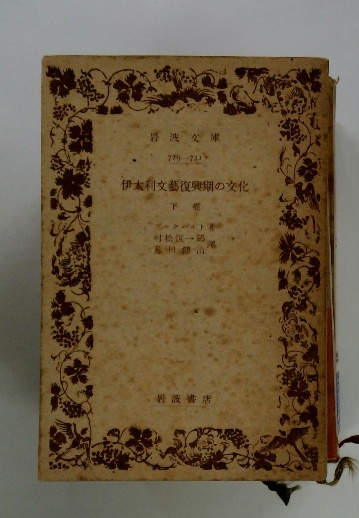 岩波文庫
729—731
伊太利文藝復興期の文化
下卷
ブルクハルト著
村松恒一郎
藤田健治 譯
岩波書店